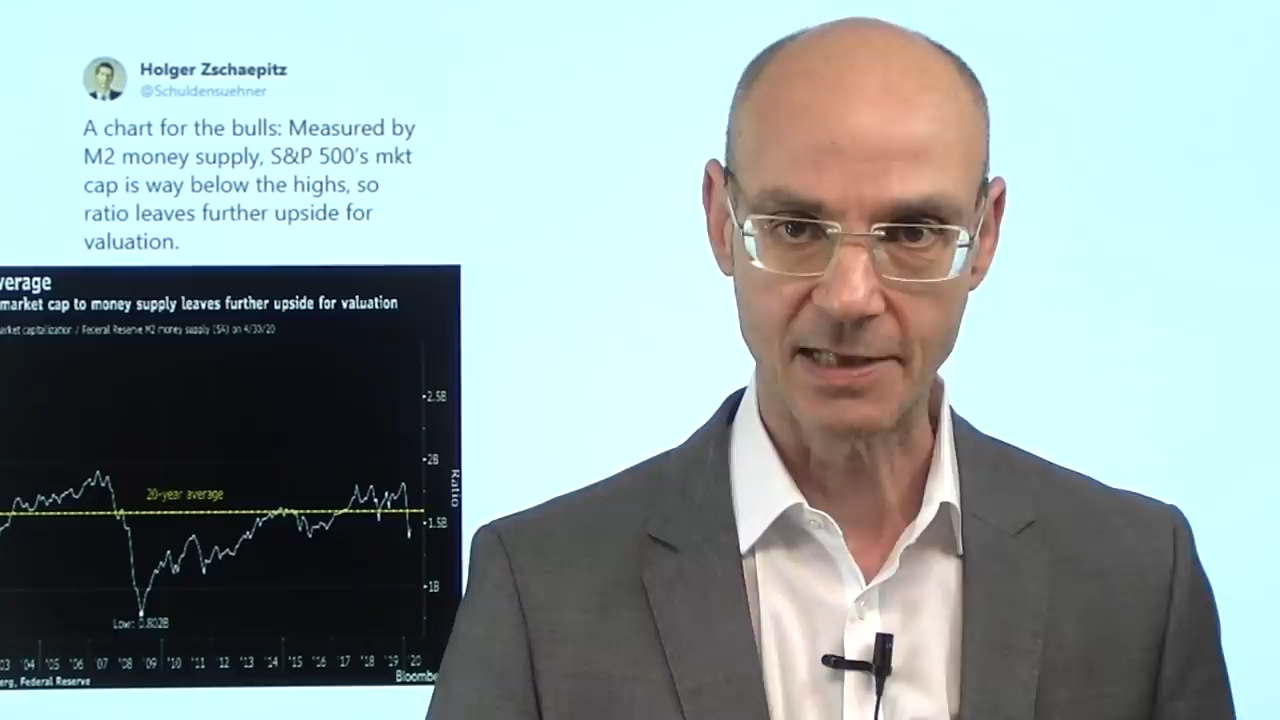 Holger Zschaepitz
@Schuldensuehner
A chart for the bulls: Measured by
M2 money supply, S&P 500's mkt
cap is way below the highs, so
ratio leaves further upside for
valuation.
verage
market cap to money supply leaves further upside for valuation
arket capitalization / Federal Reserve M2 money supply (SA) on 4/30/20
2.5B
2B
20-year average
Ratio
1.5B
1B
Low: 0.802B
03 '04 '05 '06 '07 '08 '09 '10 '11 '12 '13 '14 '15 '16 '17 '18 '19 '20
erg, Federal Reserve
Bloombe